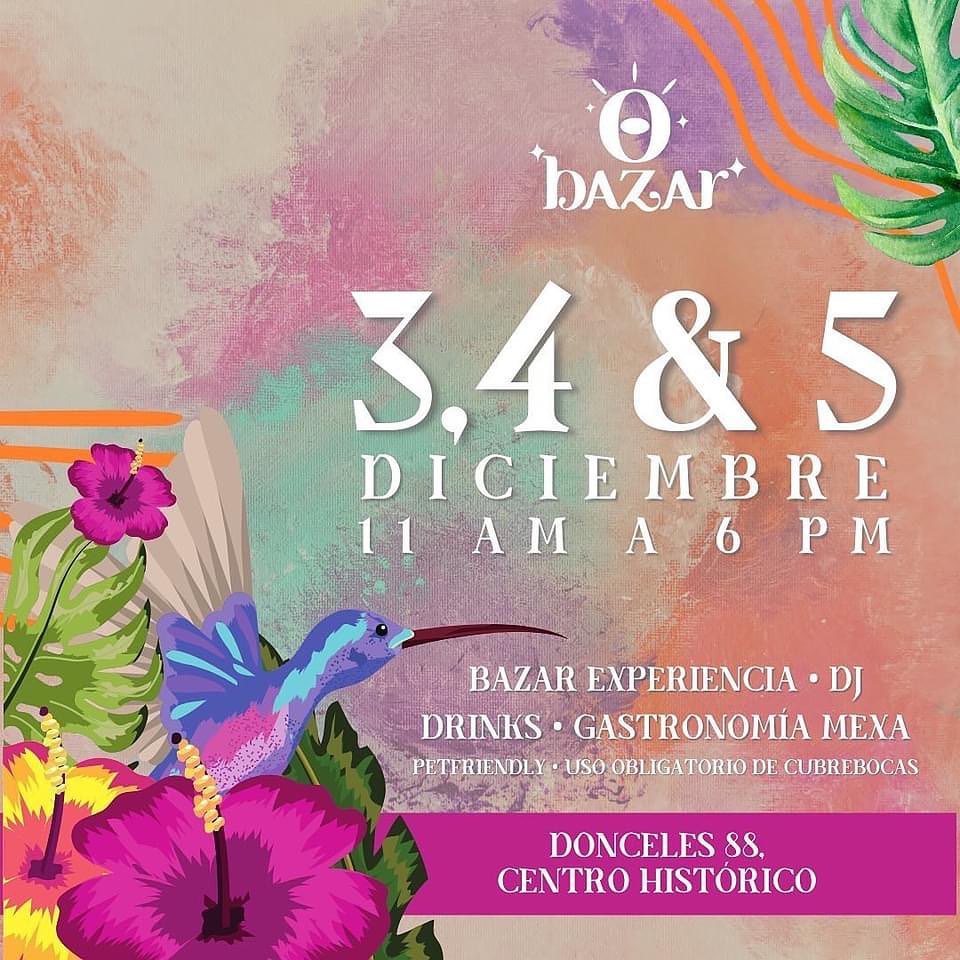 O
bazar
3,4 & 5
DICIEMBRE
11 AM A 6 PM
BAZAR EXPERIENCIA • DJ
DRINKS • GASTRONOMÍA MEXA
PETFRIENDLY • USO OBLIGATORIO DE CUBREBOCAS
DONCELES 88,
CENTRO HISTÓRICO